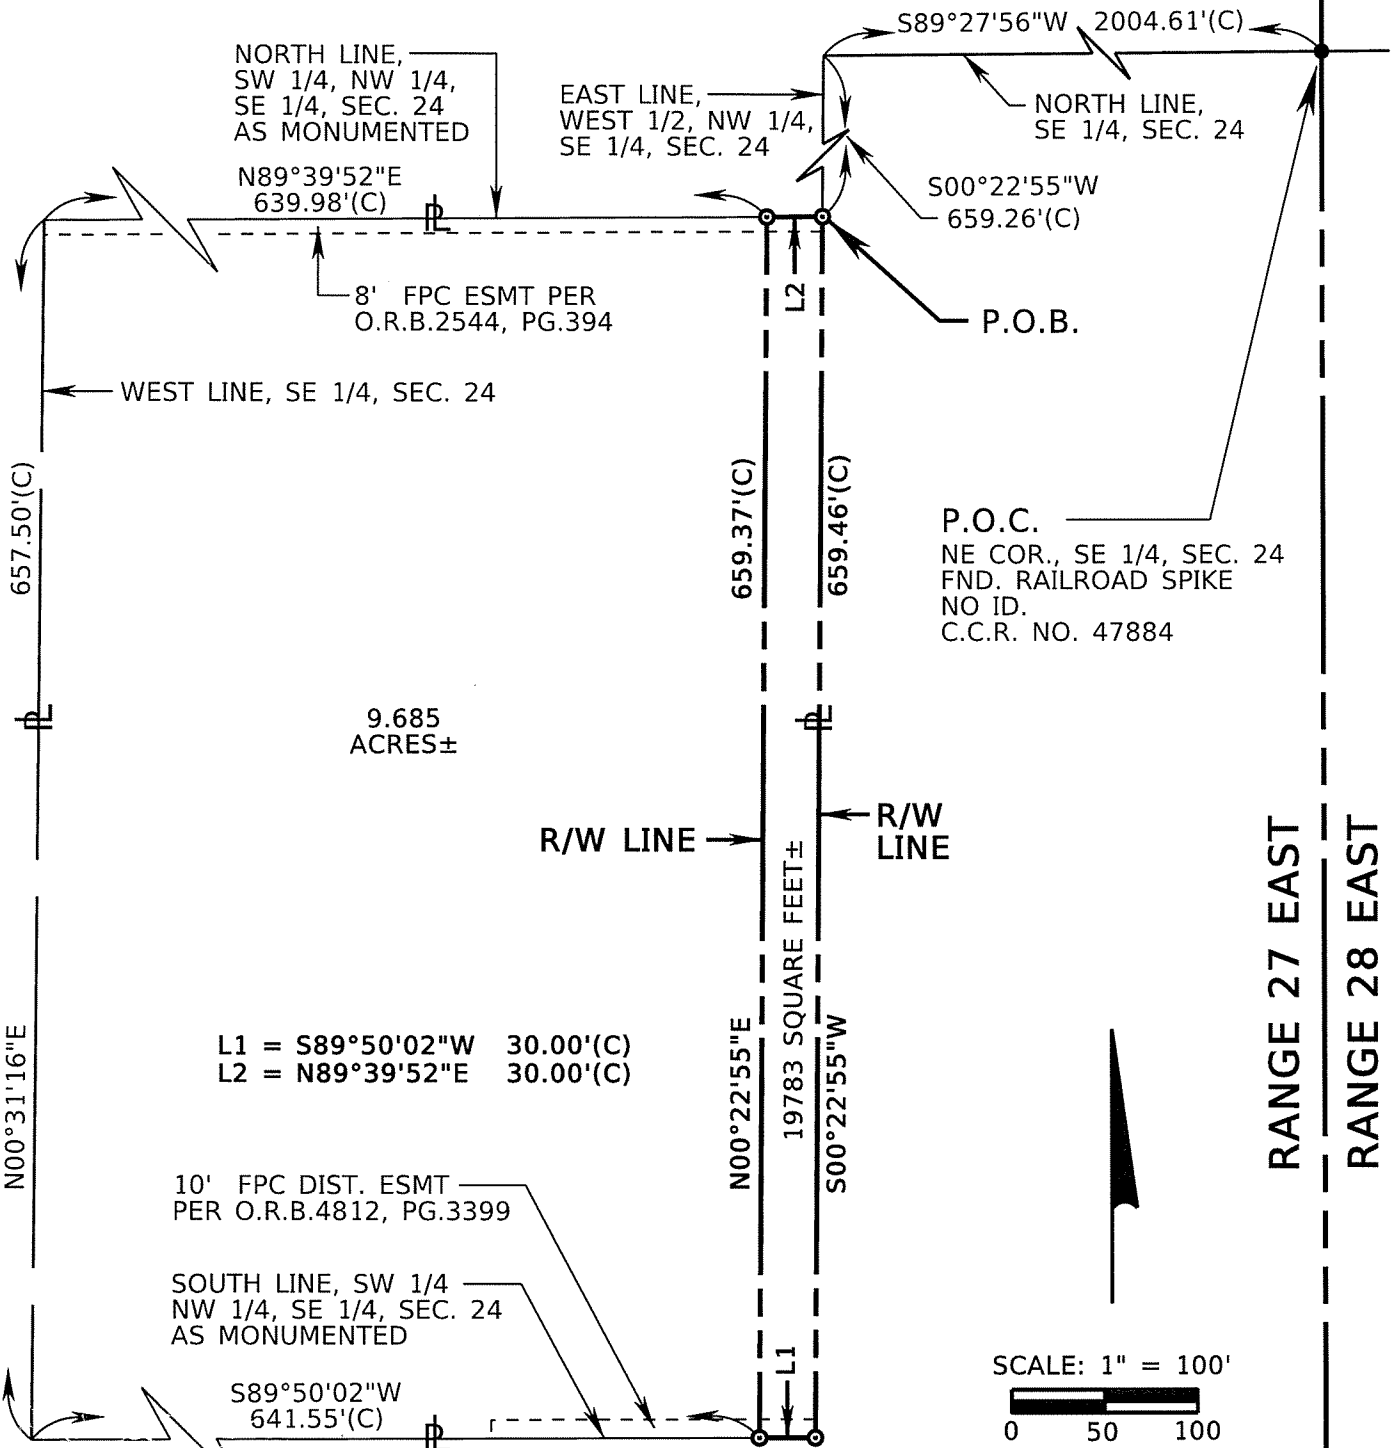 S89°27'56"W 2004.61'(C)
NORTH LINE,
SW 1/4, NW 1/4,
SE 1/4, SEC. 24
AS MONUMENTED
EAST LINE,
WEST 1/2, NW 1/4,
SE 1/4, SEC. 24
NORTH LINE,
SE 1/4, SEC. 24
N89°39'52"E
639.98'(C)
PL
S00°22'55"W
659.26'(C)
8' FPC ESMT PER
O.R.B.2544, PG.394
L2
P.O.B.
WEST LINE, SE 1/4, SEC. 24
657.50'(C)
659.37'(C)
659.46'(C)
P.O.C.
NE COR., SE 1/4, SEC. 24
FND. RAILROAD SPIKE
NO ID.
C.C.R. NO. 47884
PL
9.685
ACRES±
PL
R/W LINE
R/W
LINE
19783 SQUARE FEET±
RANGE 27 EAST
RANGE 28 EAST
N00°31'16"E
L1 = S89°50'02"W 30.00'(C)
L2 = N89°39'52"E 30.00'(C)
N00°22'55"E
S00°22'55"W
10' FPC DIST. ESMT
PER O.R.B.4812, PG.3399
SOUTH LINE, SW 1/4
NW 1/4, SE 1/4, SEC. 24
AS MONUMENTED
L1
S89°50'02"W
641.55'(C)
PL
SCALE: 1" = 100'
0 50 100